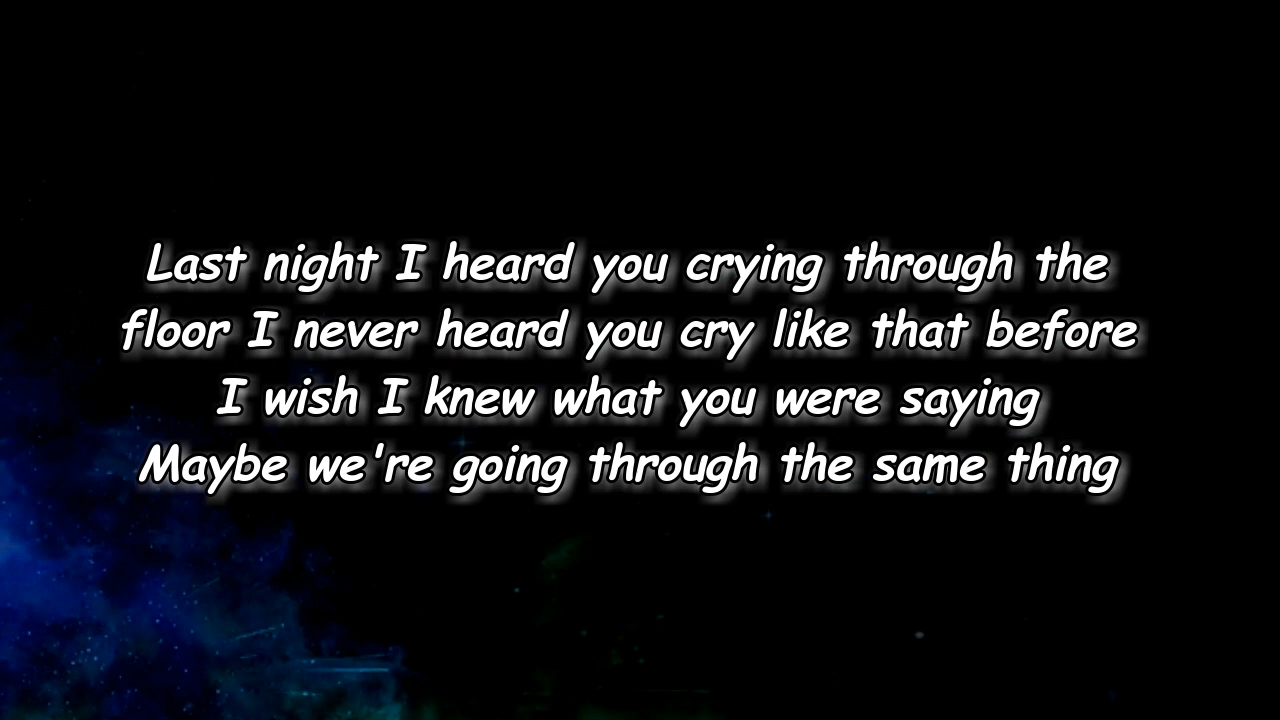 Last night I heard you crying through the
floor I never heard you cry like that before
I wish I knew what you were saying
Maybe we're going through the same thing